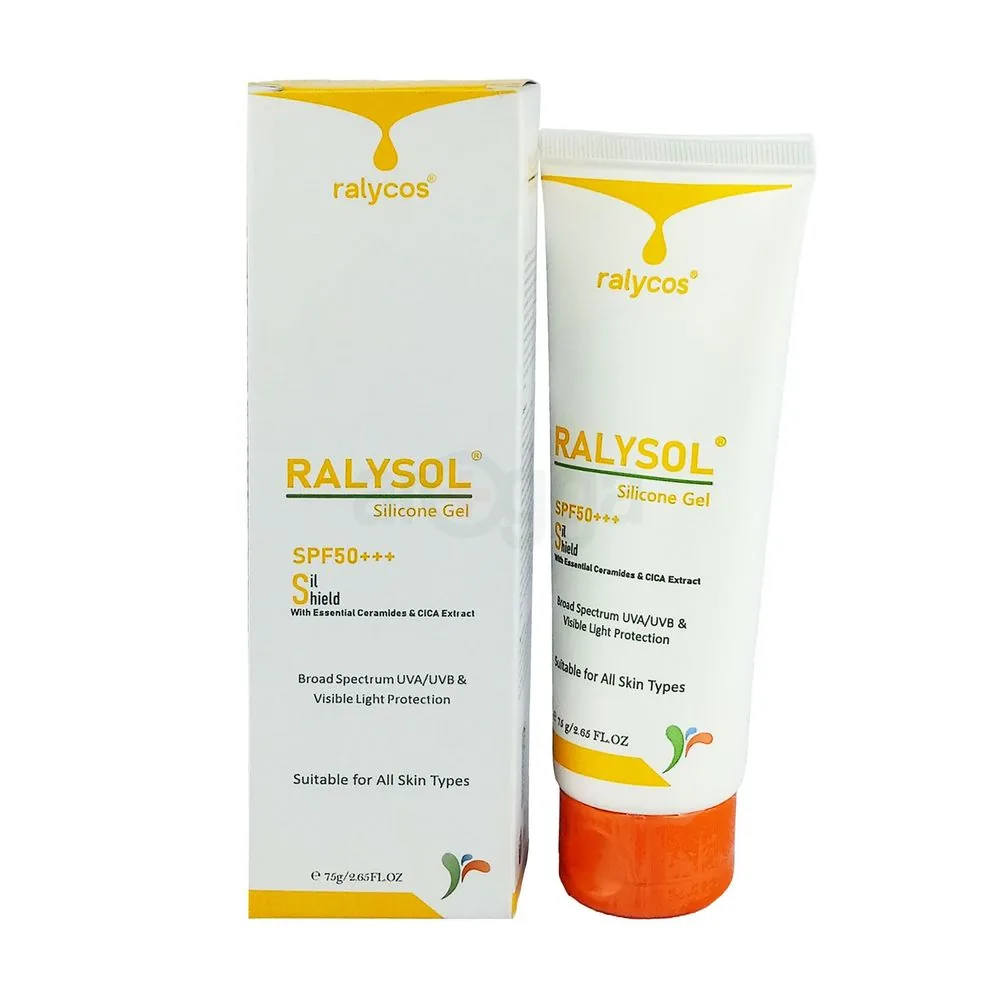 ralycos®
RALYSOL®
Silicone Gel
SPF50+++
Sil
Shield
With Essential Ceramides & CICA Extract
Broad Spectrum UVA/UVB &
Visible Light Protection
Suitable for All Skin Types
e 75g/2.65FL.OZ
ralycos®
RALYSOL®
Silicone Gel
SPF50+++
Sil
Shield
With Essential Ceramides & CICA Extract
Broad Spectrum UVA/UVB &
Visible Light Protection
Suitable for All Skin Types
e 75 g/2.65 FL.OZ